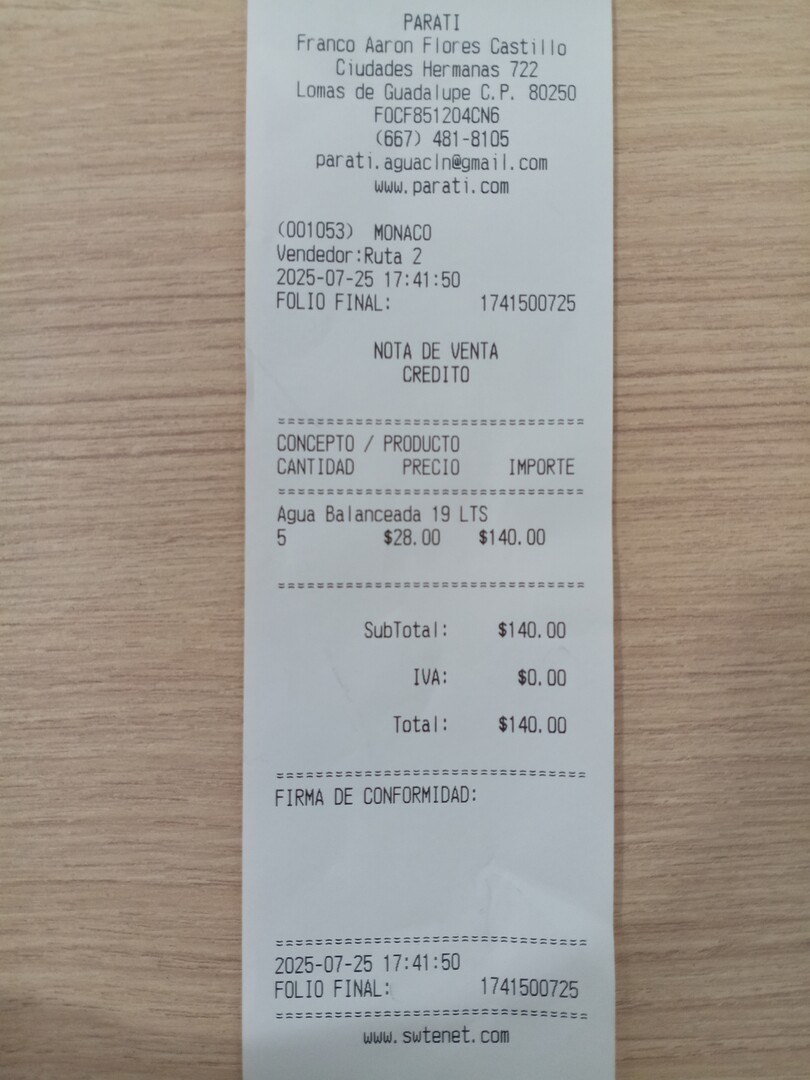 PARATI
Franco Aaron Flores Castillo
Ciudades Hermanas 722
Lomas de Guadalupe C.P. 80250
FOCF851204CN6
(667) 481-8105
parati.aguacln@gmail.com
www.parati.com
(001053) MONACO
Vendedor:Ruta 2
2025-07-25 17:41:50
FOLIO FINAL: 1741500725
NOTA DE VENTA
CREDITO
================================
CONCEPTO / PRODUCTO
CANTIDAD PRECIO IMPORTE
================================
Agua Balanceada 19 LTS
5 $28.00 $140.00
================================
SubTotal: $140.00
IVA: $0.00
Total: $140.00
================================
FIRMA DE CONFORMIDAD:
================================
2025-07-25 17:41:50
FOLIO FINAL: 1741500725
================================
www.swtenet.com